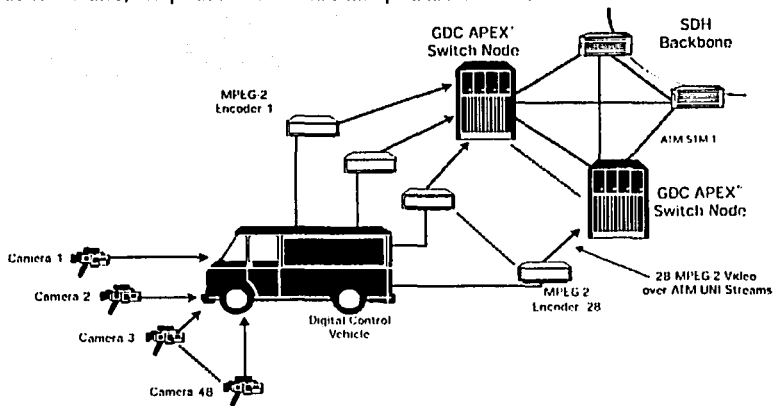 GDC APEX*
Switch Node
SDH
Backbone
MPEG-2
Encoder 1
ATM STM 1
GDC APEX*
Switch Node
Camera 1
Camera 2
Camera 3
Camera 48
Digital Control
Vehicle
MPEG 2
Encoder 28
28 MPEG 2 Video
over ATM UNI Streams